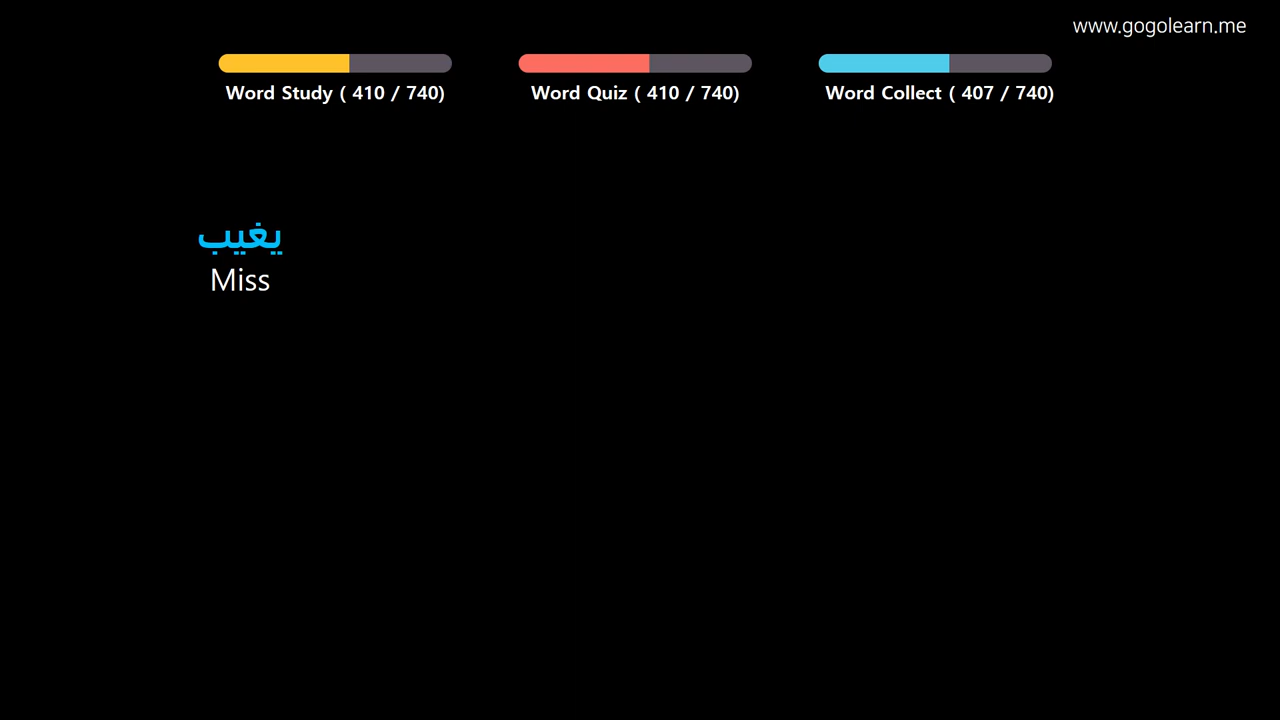 www.gogolearn.me
Word Study ( 410 / 740)
Word Quiz ( 410 / 740)
Word Collect ( 407 / 740)
يغيب
Miss